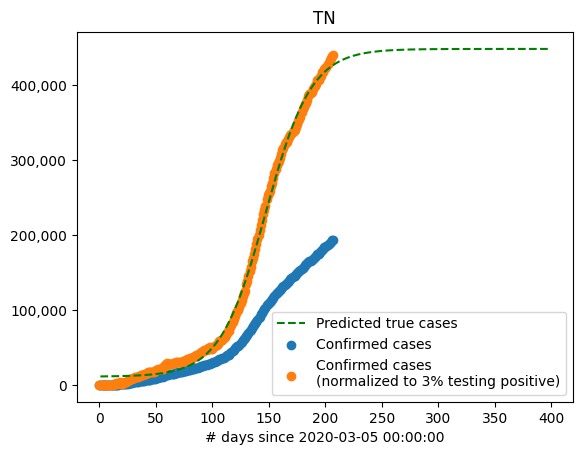 TN
400,000
300,000
200,000
100,000
0
Predicted true cases
Confirmed cases
Confirmed cases
(normalized to 3% testing positive)
0 50 100 150 200 250 300 350 400
# days since 2020-03-05 00:00:00